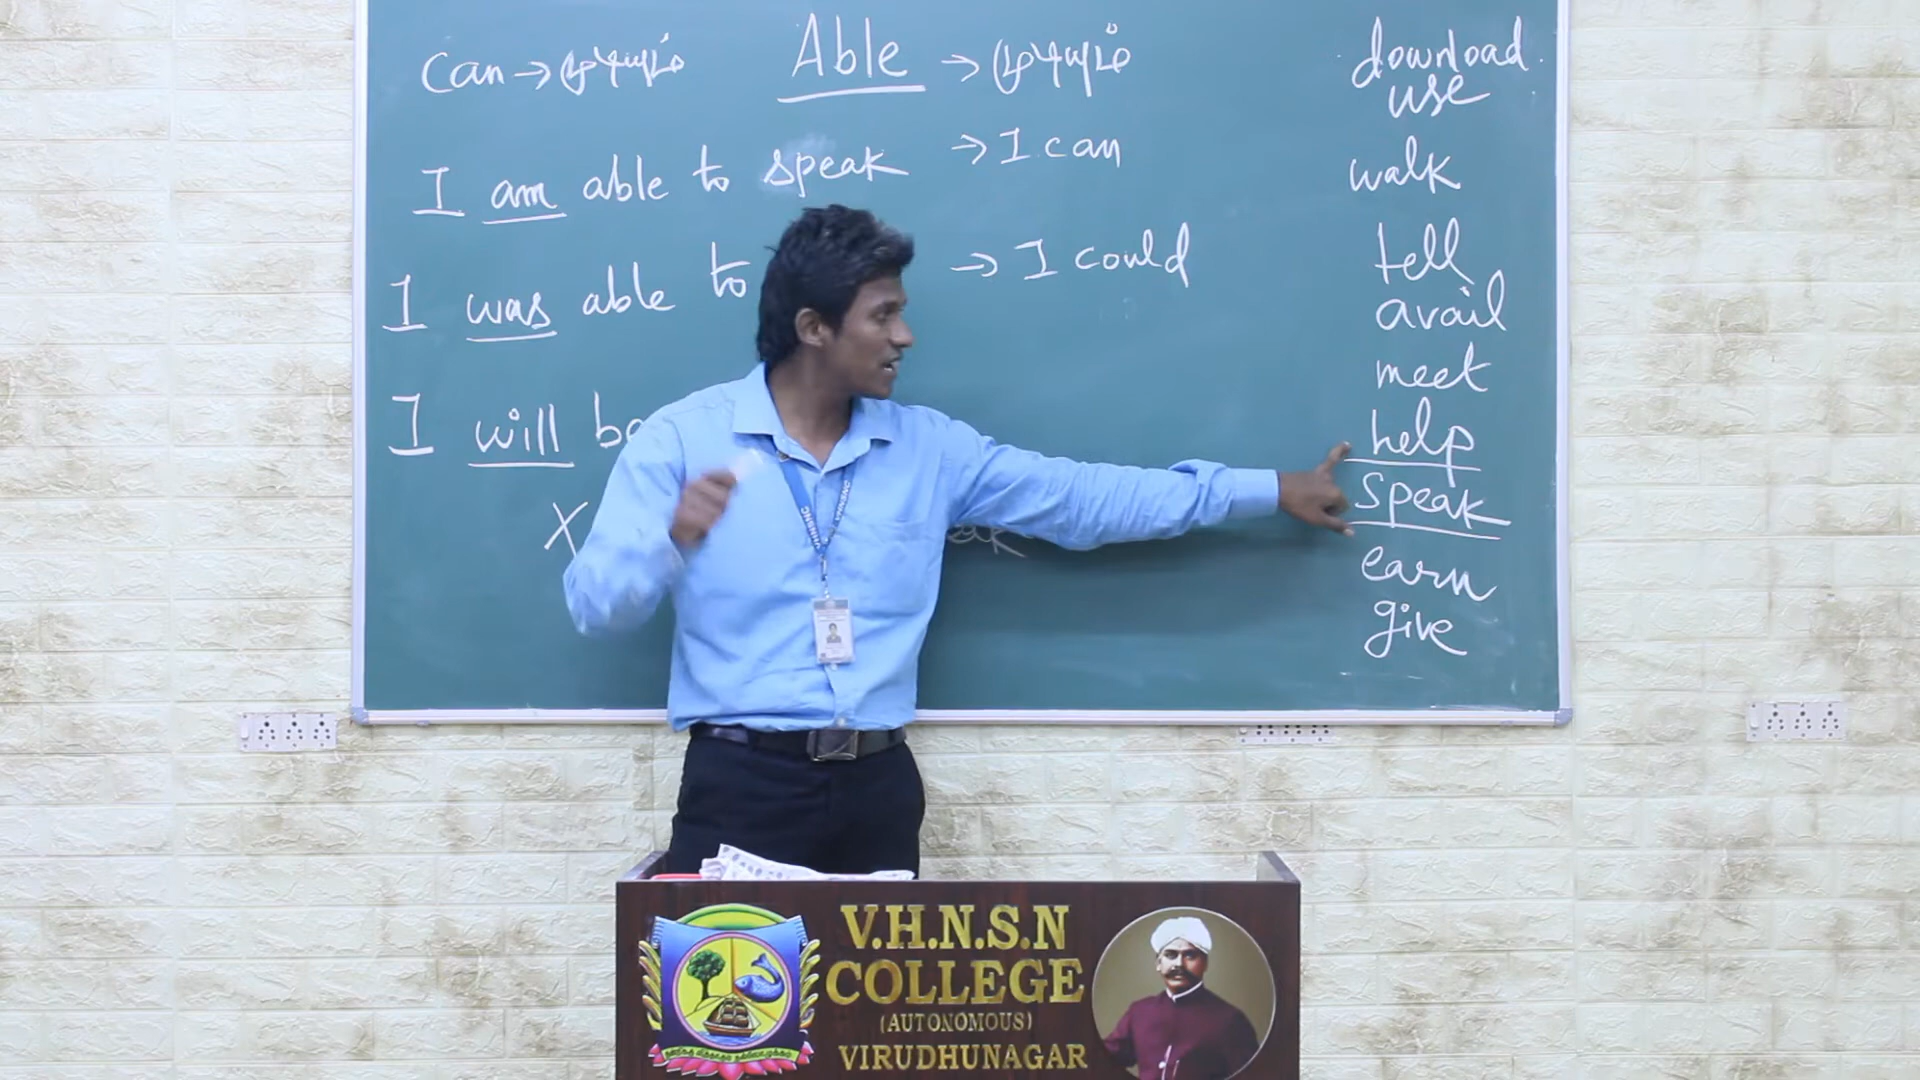 Can → முடியும்
Able → முடியும்
I am able to speak → I can
I was able to → I could
I will be
X
download
use
walk
tell
avail
meet
help
speak
earn
give
VHNSNC
V.H.N.S.N
COLLEGE
(AUTONOMOUS)
VIRUDHUNAGAR